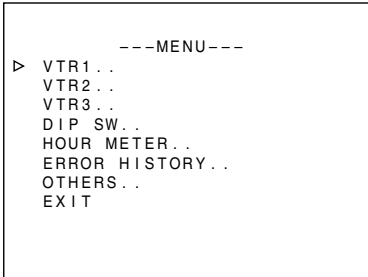 ---MENU---
▷ VTR1..
VTR2..
VTR3..
DIP SW..
HOUR METER..
ERROR HISTORY..
OTHERS..
EXIT